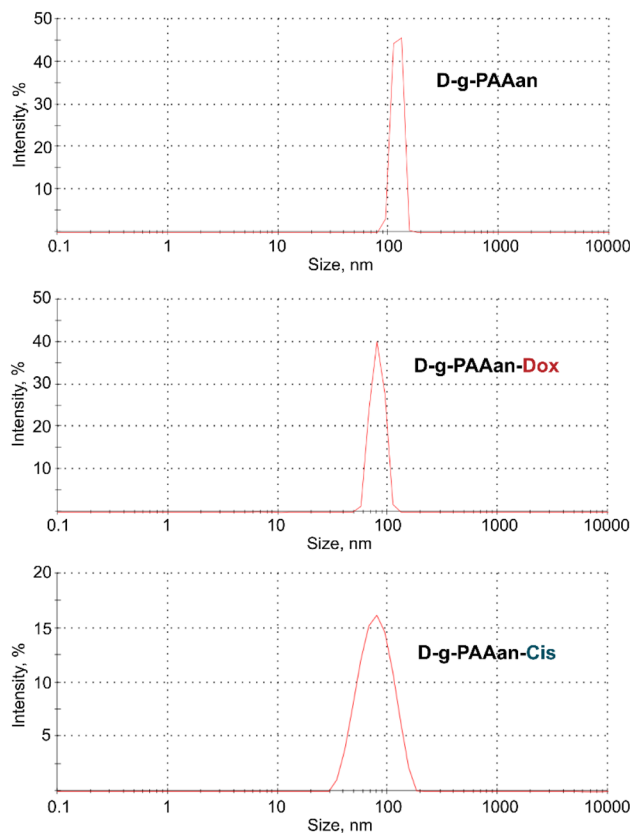 50
40
30
20
10
Intensity, %
D-g-PAAan
0.1 1 10 100 1000 10000
Size, nm
50
40
30
20
10
Intensity, %
D-g-PAAan-Dox
0.1 1 10 100 1000 10000
Size, nm
20
15
10
5
Intensity, %
D-g-PAAan-Cis
0.1 1 10 100 1000 10000
Size, nm